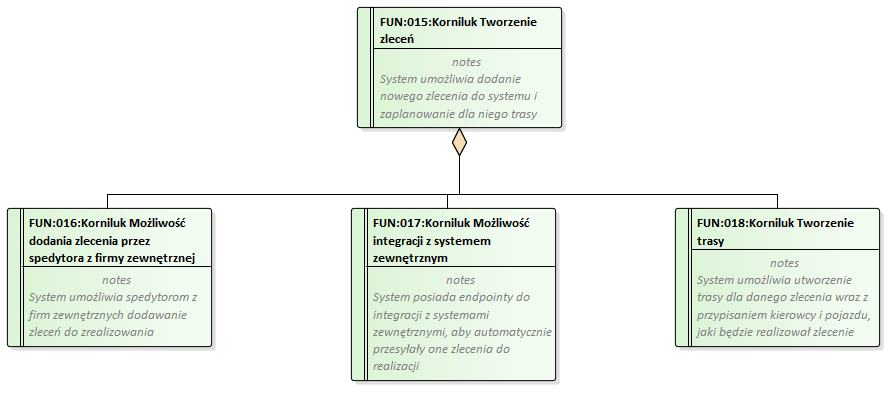 FUN:015:Korniluk Tworzenie
zleceń
notes
System umożliwia dodanie
nowego zlecenia do systemu i
zaplanowanie dla niego trasy
FUN:016:Korniluk Możliwość
dodania zlecenia przez
spedytora z firmy zewnętrznej
notes
System umożliwia spedytorom z
firm zewnętrznych dodawanie
zleceń do zrealizowania
FUN:017:Korniluk Możliwość
integracji z systemem
zewnętrznym
notes
System posiada endpointy do
integracji z systemami
zewnętrznymi, aby automatycznie
przesyłały one zlecenia do
realizacji
FUN:018:Korniluk Tworzenie
trasy
notes
System umożliwia utworzenie
trasy dla danego zlecenia wraz z
przypisaniem kierowcy i pojazdu,
jaki będzie realizował zlecenie